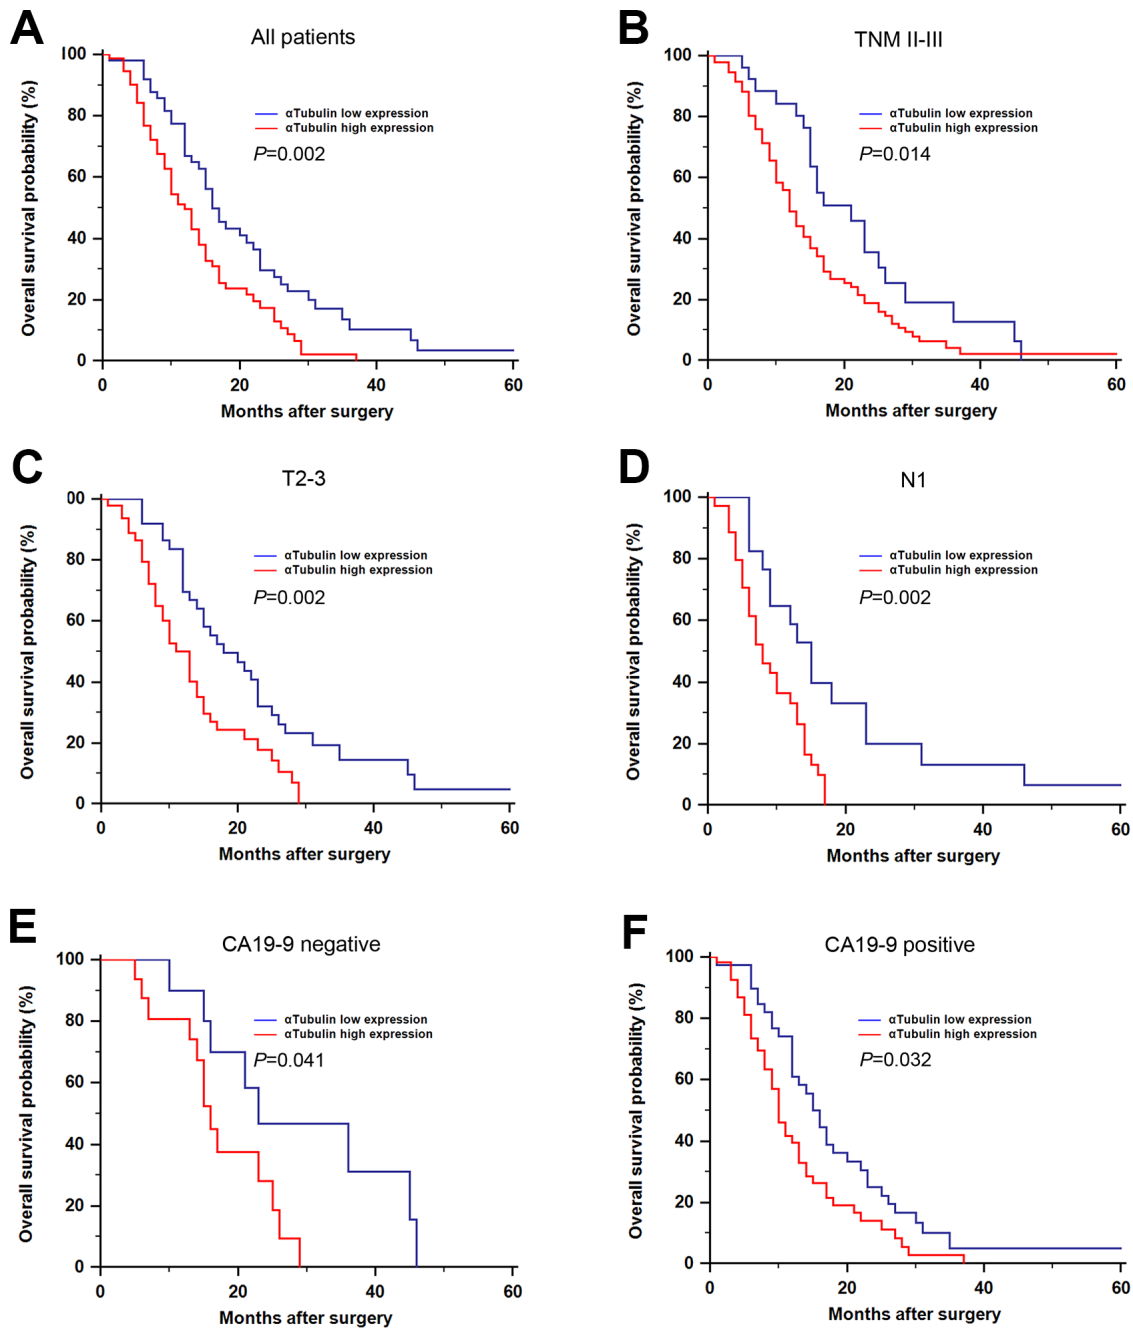 A
All patients
100
80
60
40
20
0
0 20 40 60
Overall survival probability (%)
Months after surgery
αTubulin low expression
αTubulin high expression
P=0.002
B
TNM II-III
100
80
60
40
20
0
0 20 40 60
Overall survival probability (%)
Months after surgery
αTubulin low expression
αTubulin high expression
P=0.014
C
T2-3
00
80
60
40
20
0
0 20 40 60
Overall survival probability (%)
Months after surgery
αTubulin low expression
αTubulin high expression
P=0.002
D
N1
100
80
60
40
20
0
0 20 40 60
Overall survival probability (%)
Months after surgery
αTubulin low expression
αTubulin high expression
P=0.002
E
CA19-9 negative
100
80
60
40
20
0
0 20 40 60
Overall survival probability (%)
Months after surgery
αTubulin low expression
αTubulin high expression
P=0.041
F
CA19-9 positive
100
80
60
40
20
0
0 20 40 60
Overall survival probability (%)
Months after surgery
αTubulin low expression
αTubulin high expression
P=0.032